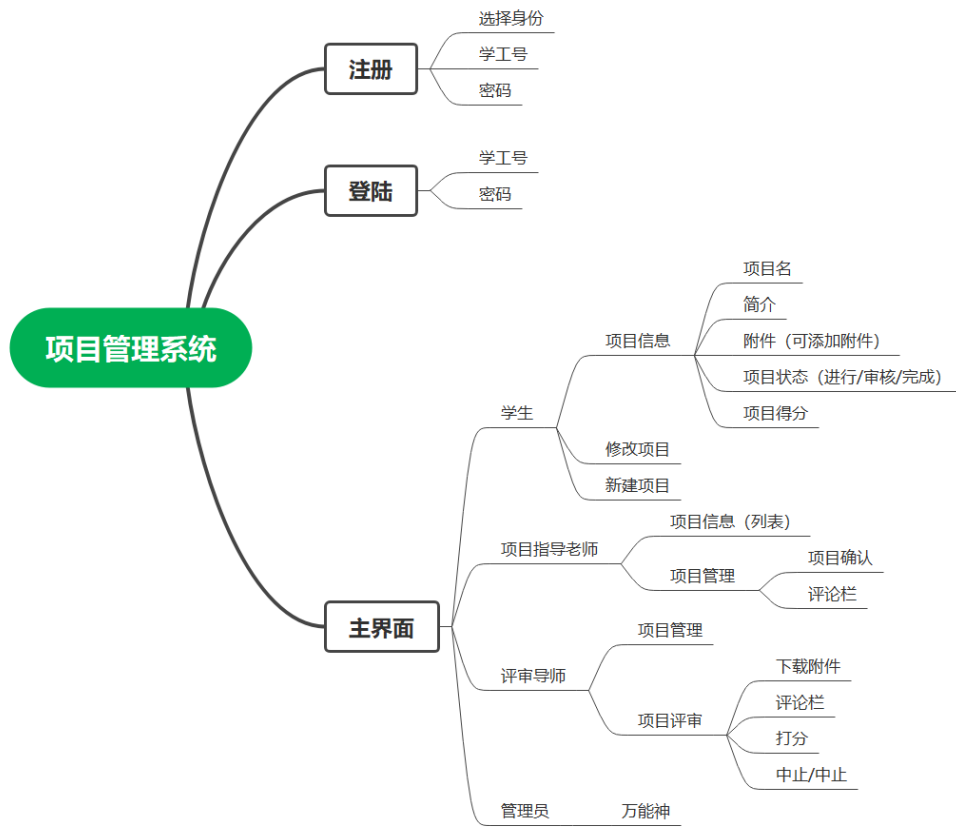 项目管理系统
注册
选择身份
学工号
密码
登陆
学工号
密码
主界面
学生
项目信息
项目名
简介
附件（可添加附件）
项目状态（进行/审核/完成）
项目得分
修改项目
新建项目
项目指导老师
项目信息（列表）
项目管理
项目确认
评论栏
评审导师
项目管理
项目评审
下载附件
评论栏
打分
中止/中止
管理员
万能神